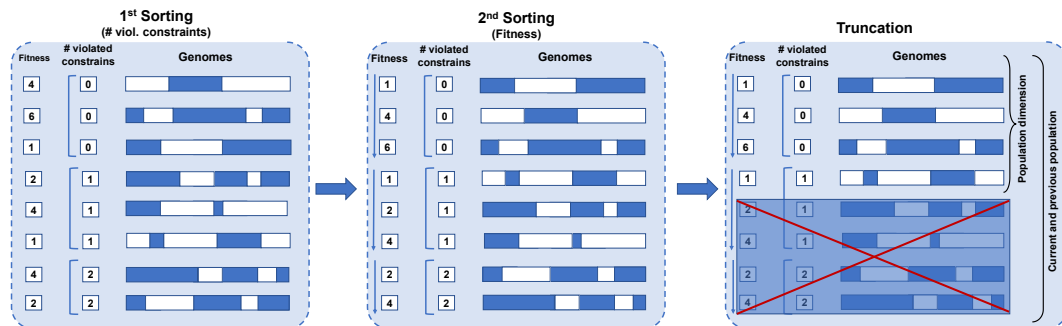 1st Sorting
(# viol. constraints)
Fitness
# violated
constrains
Genomes
4 0
6 0
1 0
2 1
4 1
1 1
4 2
2 2
2nd Sorting
(Fitness)
Fitness
# violated
constrains
Genomes
1 0
4 0
6 0
1 1
2 1
4 1
2 2
4 2
Truncation
Fitness
# violated
constrains
Genomes
1 0
4 0
6 0
1 1
2 1
4 1
2 2
4 2
Population dimension
Current and previous population